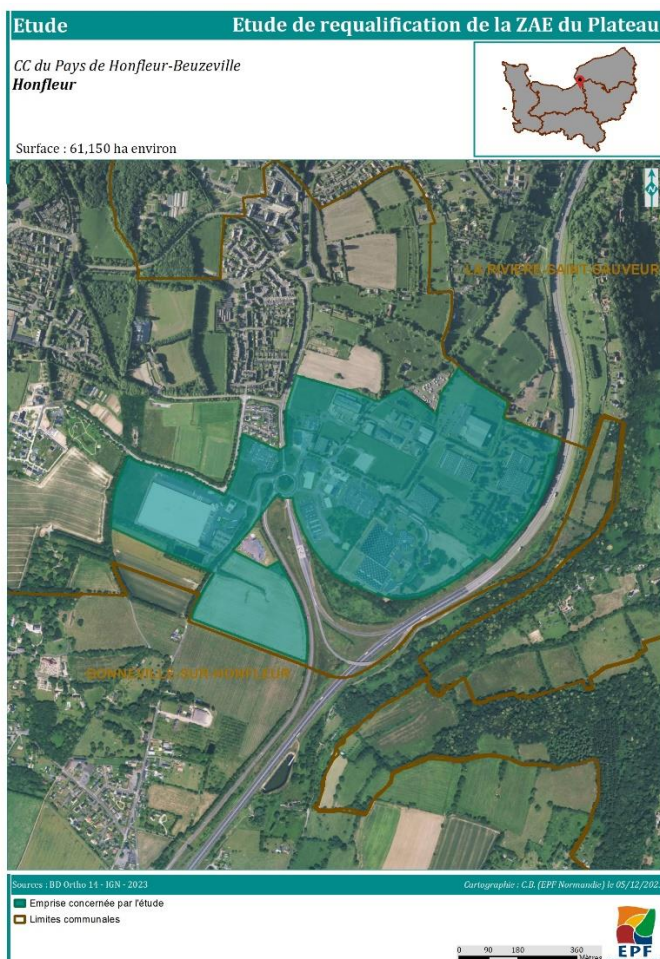 Etude
Etude de requalification de la ZAE du Plateau
CC du Pays de Honfleur-Beuzeville
Honfleur
Surface : 61,150 ha environ
LA RIVIERE SAINT SAUVEUR
GONNEVILLE SUR HONFLEUR
Sources : BD Ortho 14 - IGN - 2023
Cartographie : C.B. (EPF Normandie) le 05/12/202
Emprise concernée par l'étude
Limites communales
0 90 180 360
Mètres
EPF